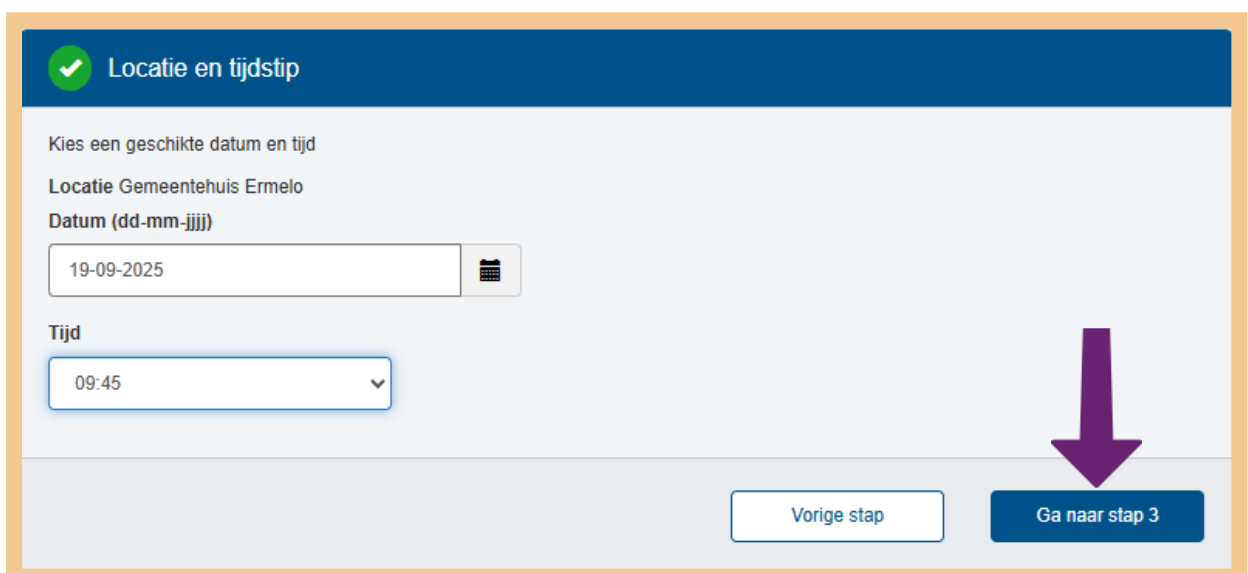 Locatie en tijdstip
Kies een geschikte datum en tijd
Locatie Gemeentehuis Ermelo
Datum (dd-mm-jjjj)
19-09-2025
Tijd
09:45
Vorige stap
Ga naar stap 3